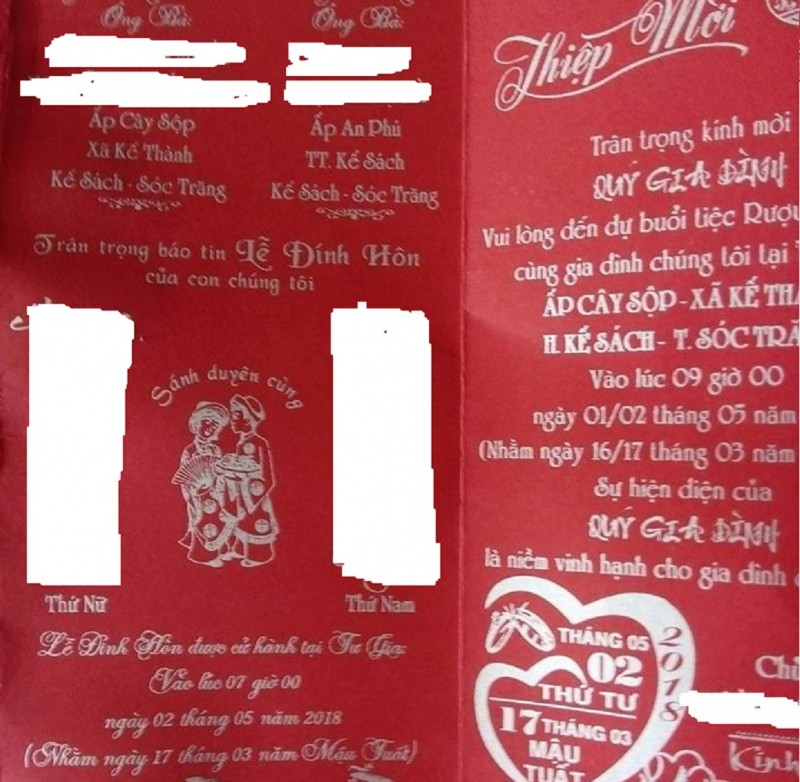 Ông Bà:
Ấp Cây Sộp
Xã Kế Thành
Kế Sách - Sóc Trăng
Ông Bà:
Ấp An Phú
TT. Kế Sách
Kế Sách - Sóc Trăng
Trân trọng báo tin Lễ Đính Hôn
của con chúng tôi
Sánh duyên cùng
Thứ Nữ
Thứ Nam
Lễ Đính Hôn được cử hành tại Tư Gia
Vào lúc 07 giờ 00
ngày 02 tháng 05 năm 2018
(Nhằm ngày 17 tháng 03 năm Mậu Tuất)
Thiệp Mời
Trân trọng kính mời
QUÝ GIA ĐÌNH
Vui lòng đến dự buổi tiệc
cùng gia đình chúng tôi tại
ẤP CÂY SỘP - XÃ KẾ
H. KẾ SÁCH - T. SÓC
Vào lúc 09 giờ 00
ngày 01/02 tháng 05 năm
(Nhằm ngày 16/17 tháng 03 năm
Sự hiện diện của
QUÝ GIA ĐÌNH
là niềm vinh hạnh cho gia đình
THÁNG 05
02
THỨ TƯ
2018
17 THÁNG 03
MẬU
TUẤT
Kính